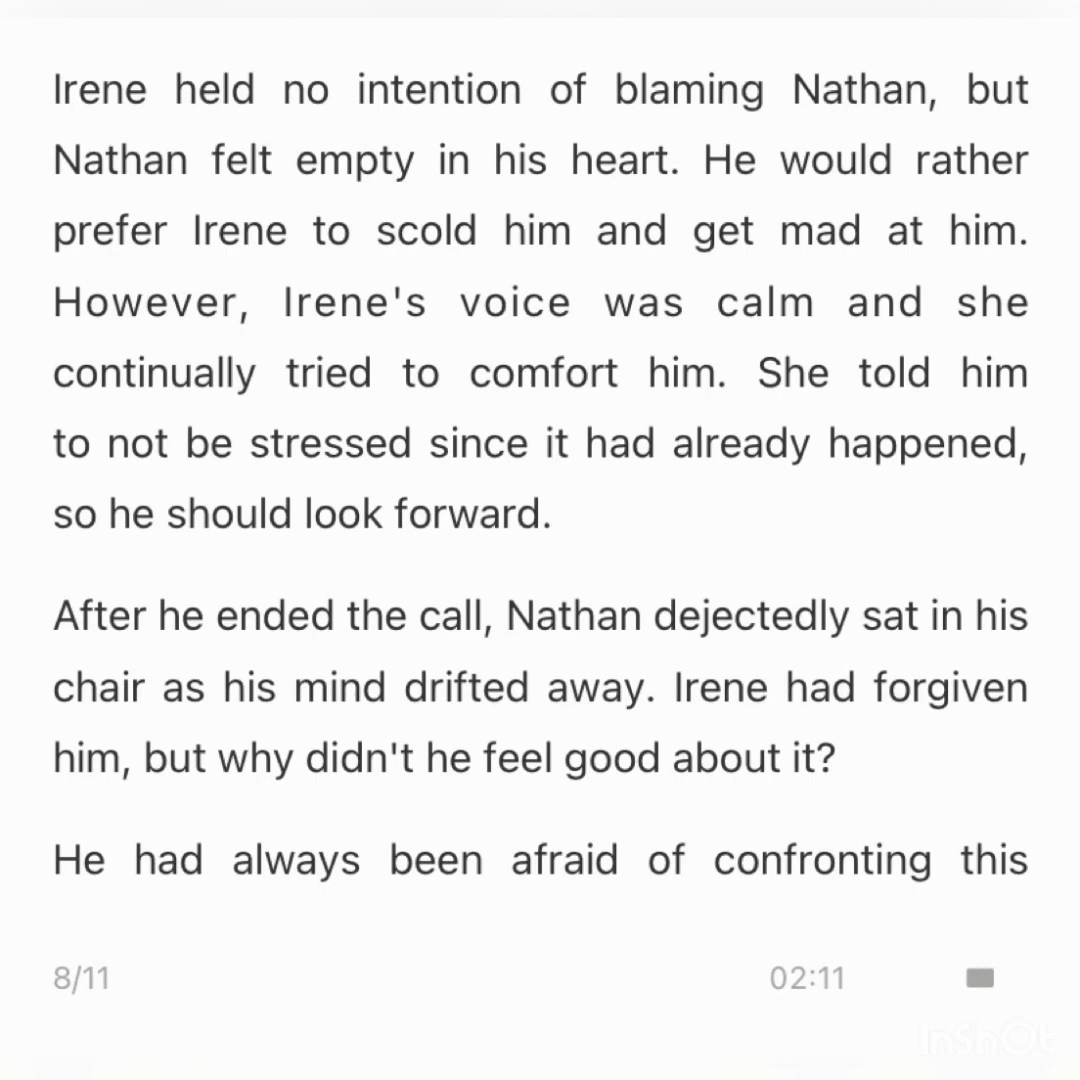 Irene held no intention of blaming Nathan, but
Nathan felt empty in his heart. He would rather
prefer Irene to scold him and get mad at him.
However, Irene's voice was calm and she
continually tried to comfort him. She told him
to not be stressed since it had already happened,
so he should look forward.
After he ended the call, Nathan dejectedly sat in his
chair as his mind drifted away. Irene had forgiven
him, but why didn't he feel good about it?
He had always been afraid of confronting this
8/11 02:11
InShOt